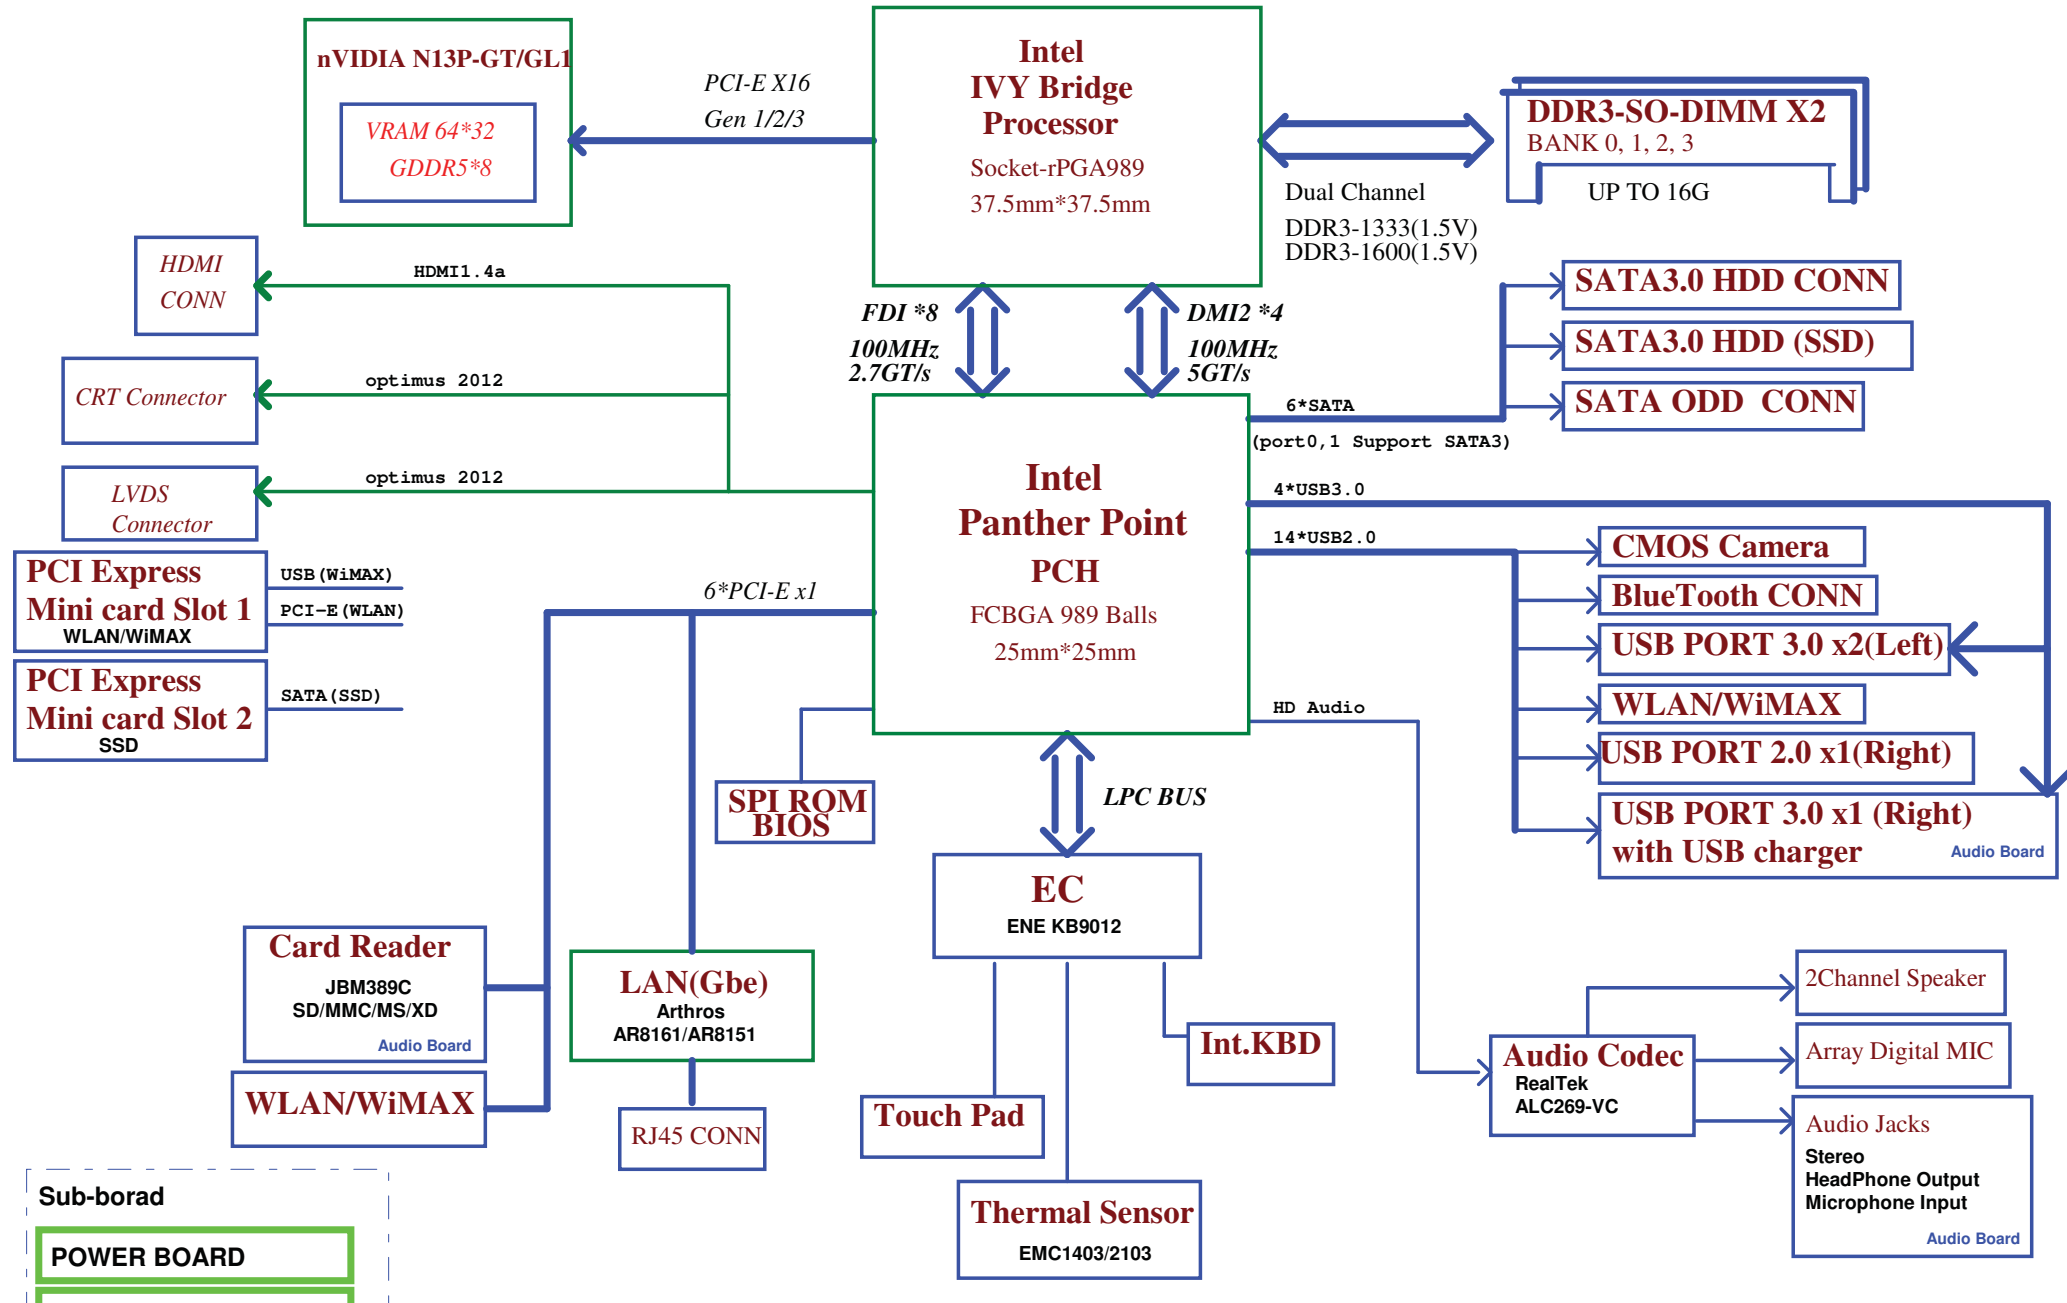 nVIDIA N13P-GT/GL1
VRAM 64*32
GDDR5*8
PCI-E X16
Gen 1/2/3
Intel
IVY Bridge
Processor
Socket-rPGA989
37.5mm*37.5mm
Dual Channel
DDR3-1333(1.5V)
DDR3-1600(1.5V)
DDR3-SO-DIMM X2
BANK 0, 1, 2, 3
UP TO 16G
HDMI
CONN
HDMI1.4a
CRT Connector
optimus 2012
LVDS
Connector
optimus 2012
FDI *8
100MHz
2.7GT/s
DMI2 *4
100MHz
5GT/s
SATA3.0 HDD CONN
SATA3.0 HDD (SSD)
SATA ODD CONN
6*SATA
(port0,1 Support SATA3)
Intel
Panther Point
PCH
FCBGA 989 Balls
25mm*25mm
4*USB3.0
14*USB2.0
CMOS Camera
BlueTooth CONN
USB PORT 3.0 x2(Left)
WLAN/WiMAX
USB PORT 2.0 x1(Right)
USB PORT 3.0 x1 (Right)
with USB charger
Audio Board
PCI Express
Mini card Slot 1
WLAN/WiMAX
USB(WiMAX)
PCI-E(WLAN)
PCI Express
Mini card Slot 2
SSD
SATA(SSD)
6*PCI-E x1
HD Audio
SPI ROM
BIOS
LPC BUS
EC
ENE KB9012
Card Reader
JBM389C
SD/MMC/MS/XD
Audio Board
LAN(Gbe)
Arthros
AR8161/AR8151
WLAN/WiMAX
RJ45 CONN
Touch Pad
Int.KBD
Thermal Sensor
EMC1403/2103
Audio Codec
RealTek
ALC269-VC
2Channel Speaker
Array Digital MIC
Audio Jacks
Stereo
HeadPhone Output
Microphone Input
Audio Board
Sub-borad
POWER BOARD